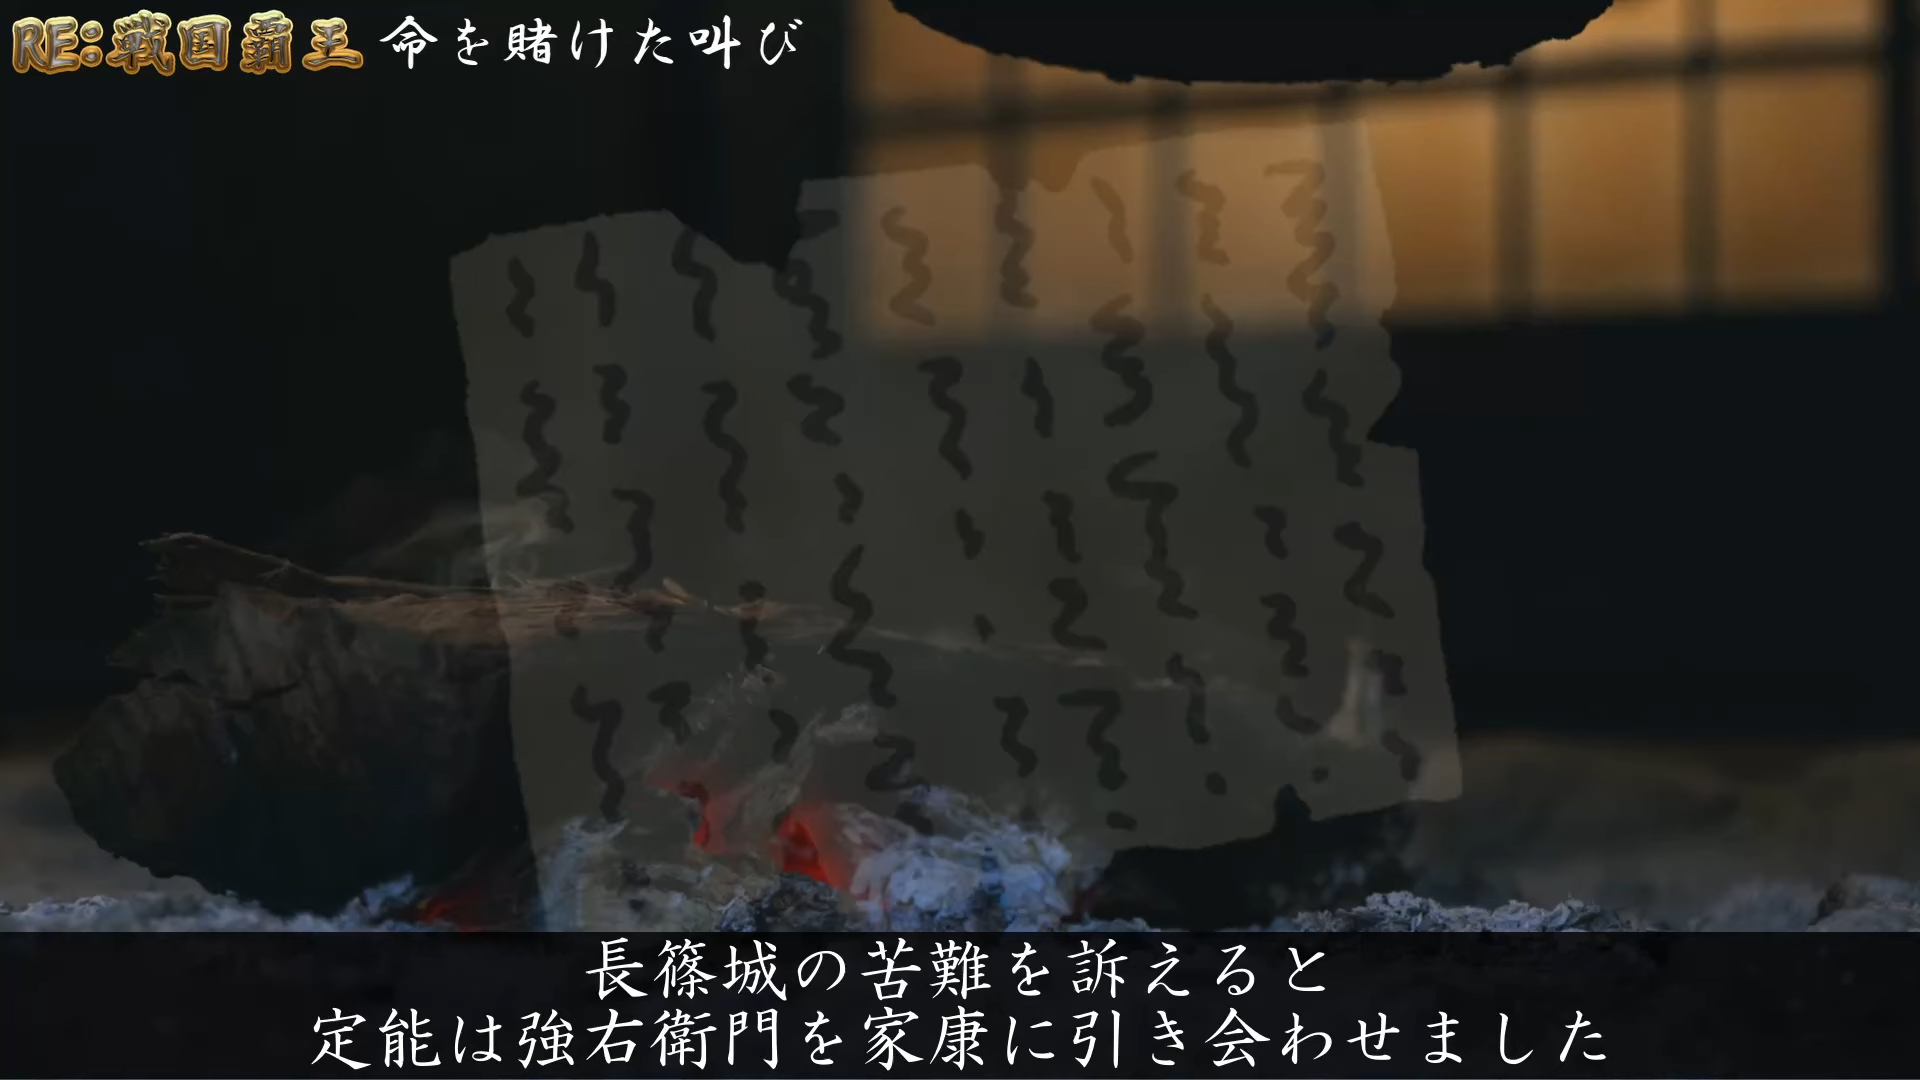 RE:戦国覇王 命を賭けた叫び
長篠城の苦難を訴えると
定能は強右衛門を家康に引き会わせました